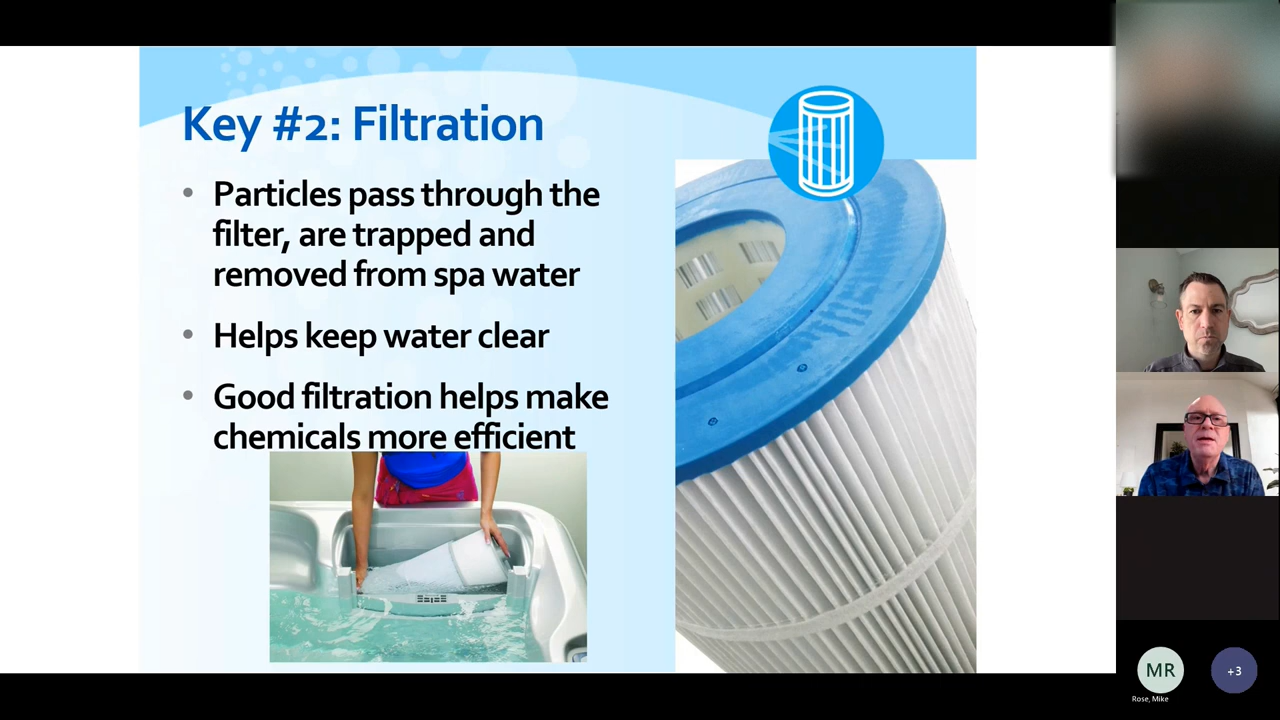 Key #2: Filtration
Particles pass through the
filter, are trapped and
removed from spa water
Helps keep water clear
Good filtration helps make
chemicals more efficient
MR
+3
Rose, Mike